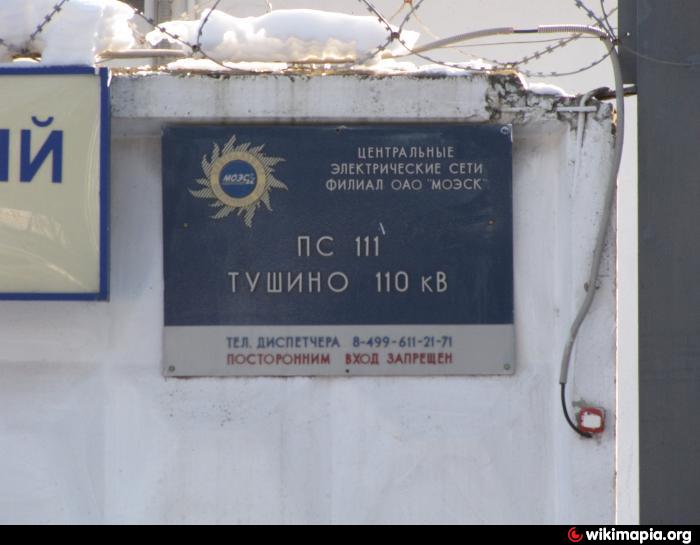 ИЙ
МОЭСК
ЦЕНТРАЛЬНЫЕ
ЭЛЕКТРИЧЕСКИЕ СЕТИ
ФИЛИАЛ ОАО "МОЭСК"
ПС 111
ТУШИНО 110 кВ
ТЕЛ. ДИСПЕТЧЕРА 8-499-611-21-71
ПОСТОРОННИМ ВХОД ЗАПРЕЩЕН
wikimapia.org